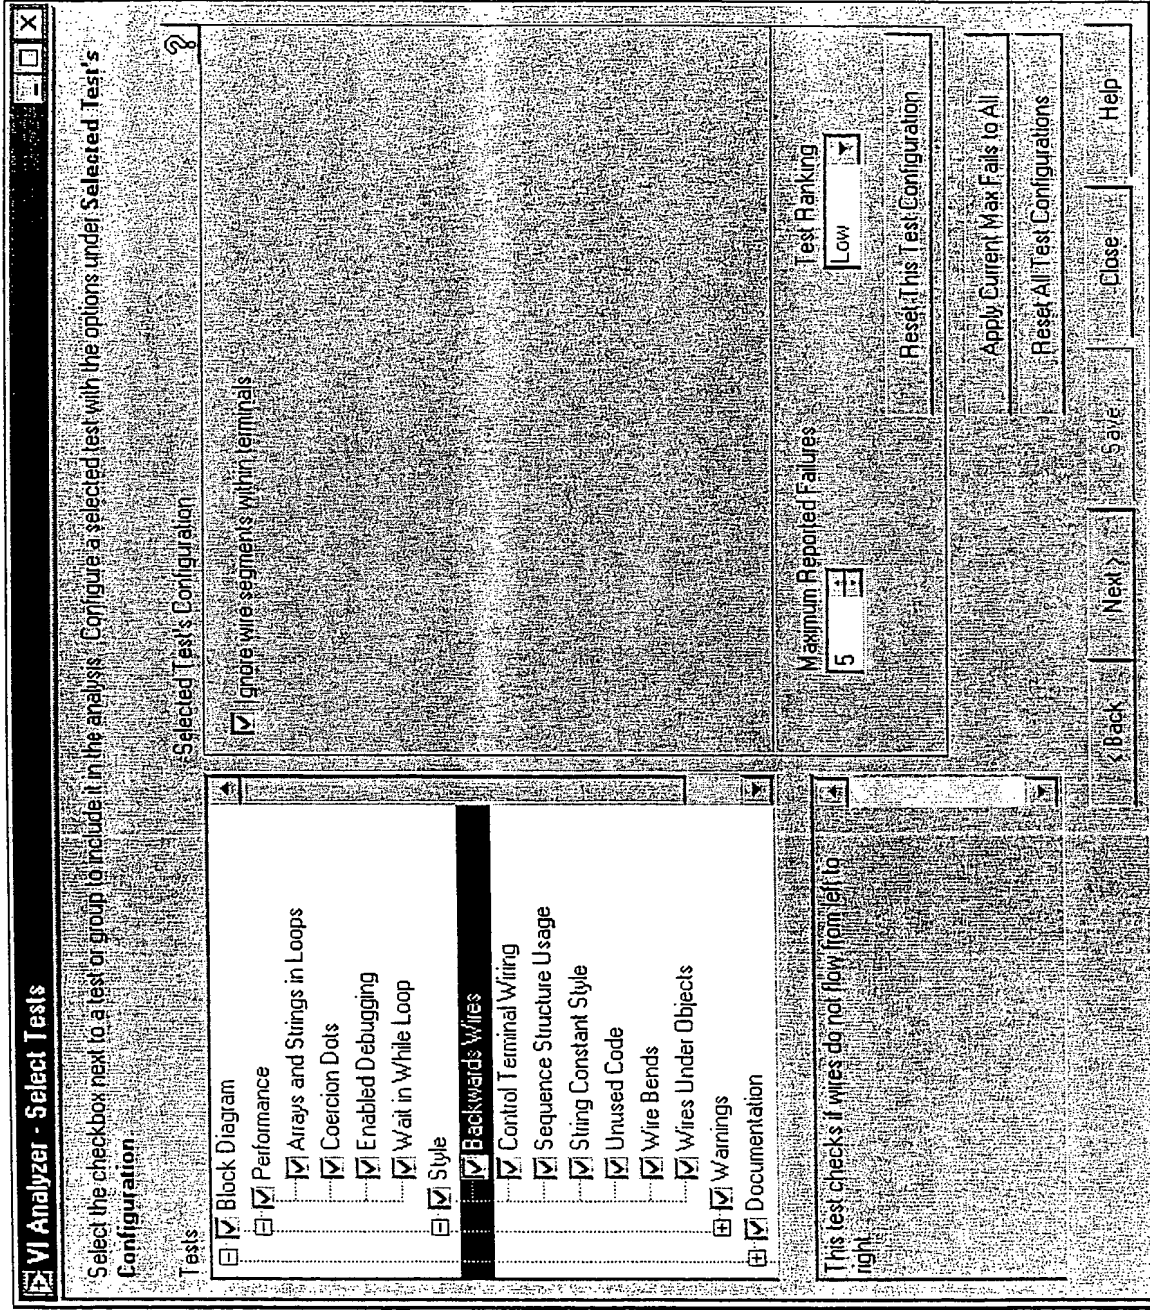 VI Analyzer - Select Tests
Select the checkbox next to a test or group to include it in the analysis. Configure a selected test with the options under Selected Test's
Configuration.
Tests
Block Diagram
Performance
Arrays and Strings in Loops
Coercion Dots
Enabled Debugging
Wait in While Loop
Style
Backwards Wires
Control Terminal Wiring
Sequence Structure Usage
String Constant Style
Unused Code
Wire Bends
Wires Under Objects
Warnings
Documentation
This test checks if wires do not flow from left to
right.
Selected Test's Configuration
?
Ignore wire segments within terminals
Maximum Reported Failures
5
Test Ranking
Low
Reset This Test Configuration
Apply Current Max Fails to All
Reset All Test Configurations
< Back
Next >
Save
Close
Help